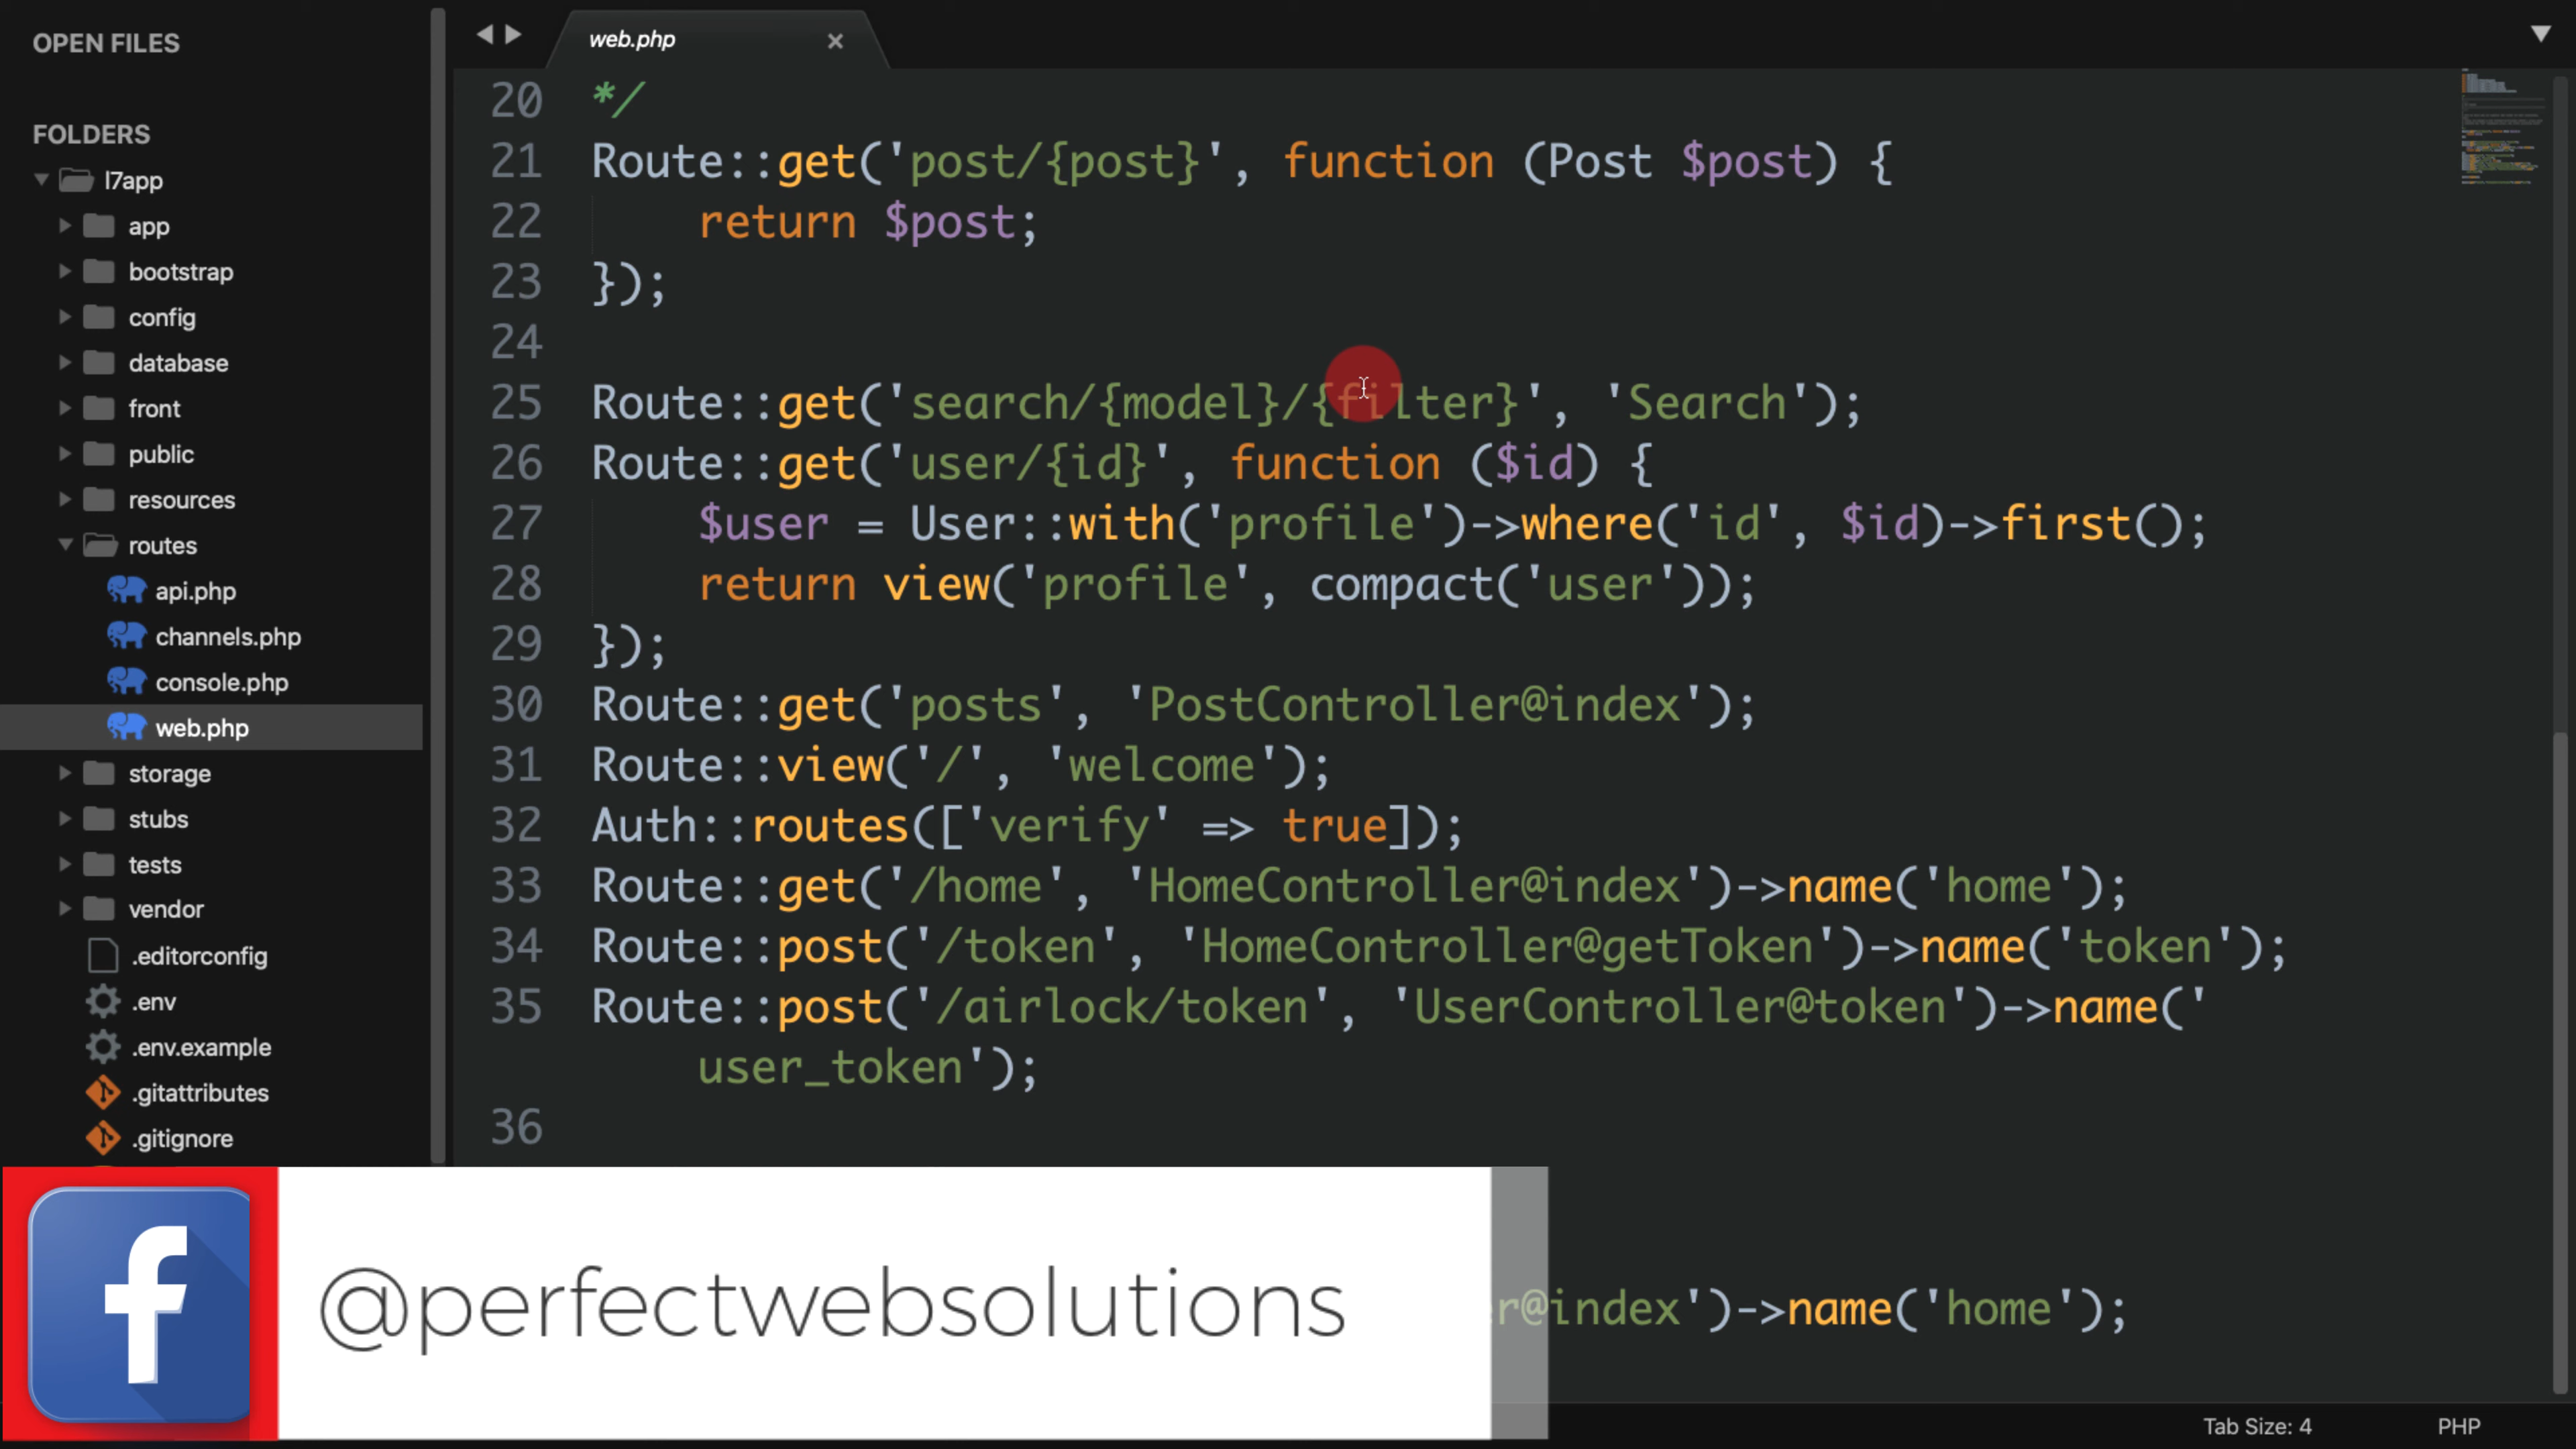 OPEN FILES
FOLDERS
l7app
app
bootstrap
config
database
front
public
resources
routes
api.php
channels.php
console.php
web.php
storage
stubs
tests
vendor
.editorconfig
.env
.env.example
.gitattributes
.gitignore
web.php
20 */
21 Route::get('post/{post}', function (Post $post) {
22 return $post;
23 });
24
25 Route::get('search/{model}/{filter}', 'Search');
26 Route::get('user/{id}', function ($id) {
27 $user = User::with('profile')->where('id', $id)->first();
28 return view('profile', compact('user'));
29 });
30 Route::get('posts', 'PostController@index');
31 Route::view('/', 'welcome');
32 Auth::routes(['verify' => true]);
33 Route::get('/home', 'HomeController@index')->name('home');
34 Route::post('/token', 'HomeController@getToken')->name('token');
35 Route::post('/airlock/token', 'UserController@token')->name('
user_token');
36
r@index')->name('home');
f @perfectwebsolutions
Tab Size: 4 PHP